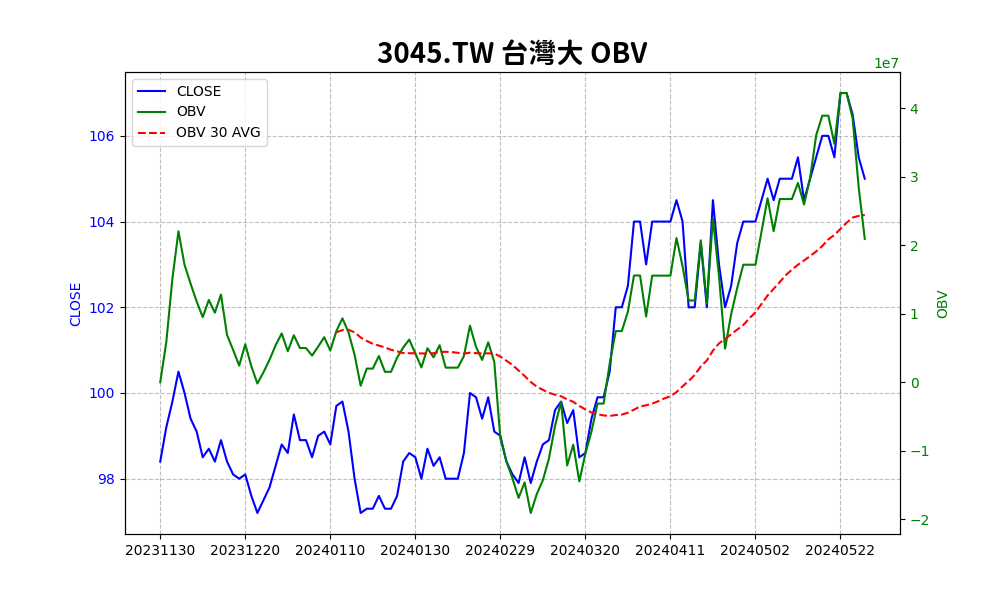 3045.TW 台灣大 OBV
1e7
CLOSE
OBV
OBV 30 AVG
106
104
102
100
98
CLOSE
4
3
2
1
0
−1
−2
OBV
20231130 20231220 20240110 20240130 20240229 20240320 20240411 20240502 20240522